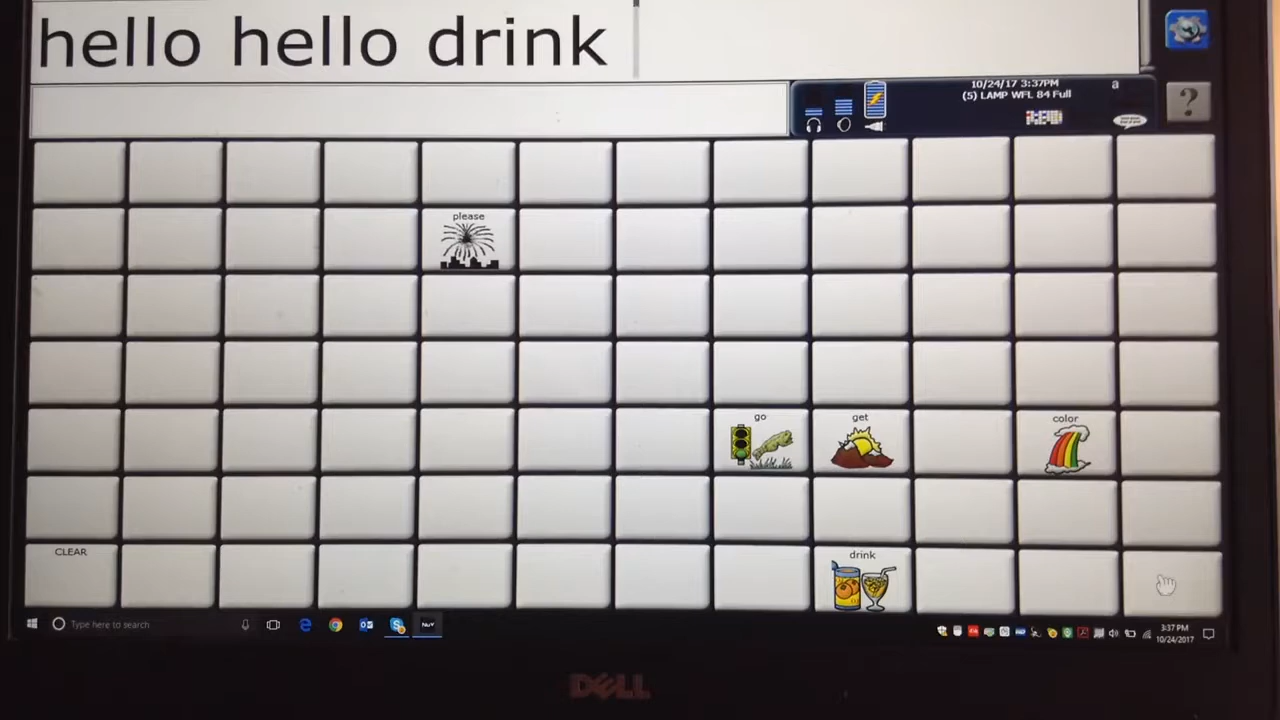 hello hello drink
10/24/17 3:37PM
(5) LAMP WFL 84 Full
a
?
please
go
get
color
CLEAR
drink
Type here to search
3:37 PM
10/24/2017
DELL